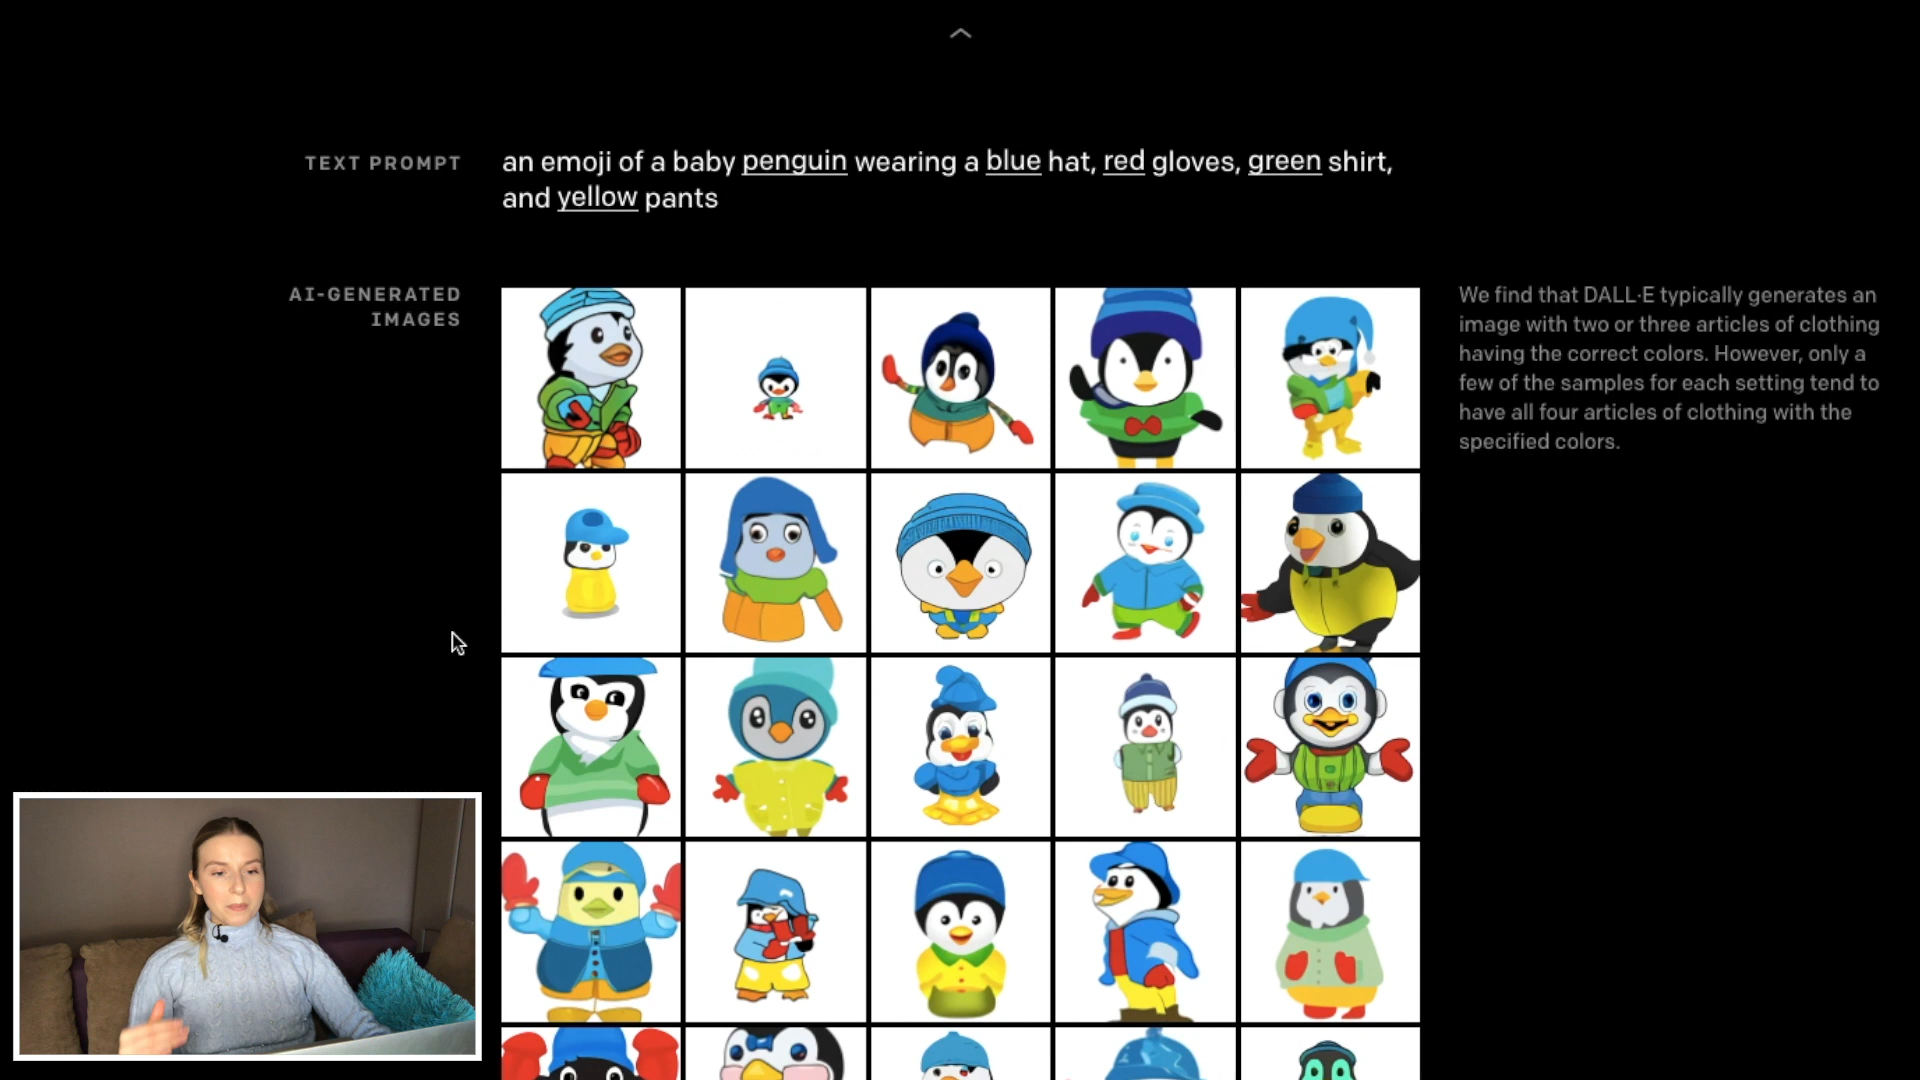 TEXT PROMPT
an emoji of a baby penguin wearing a blue hat, red gloves, green shirt,
and yellow pants
AI-GENERATED
IMAGES
We find that DALL·E typically generates an
image with two or three articles of clothing
having the correct colors. However, only a
few of the samples for each setting tend to
have all four articles of clothing with the
specified colors.